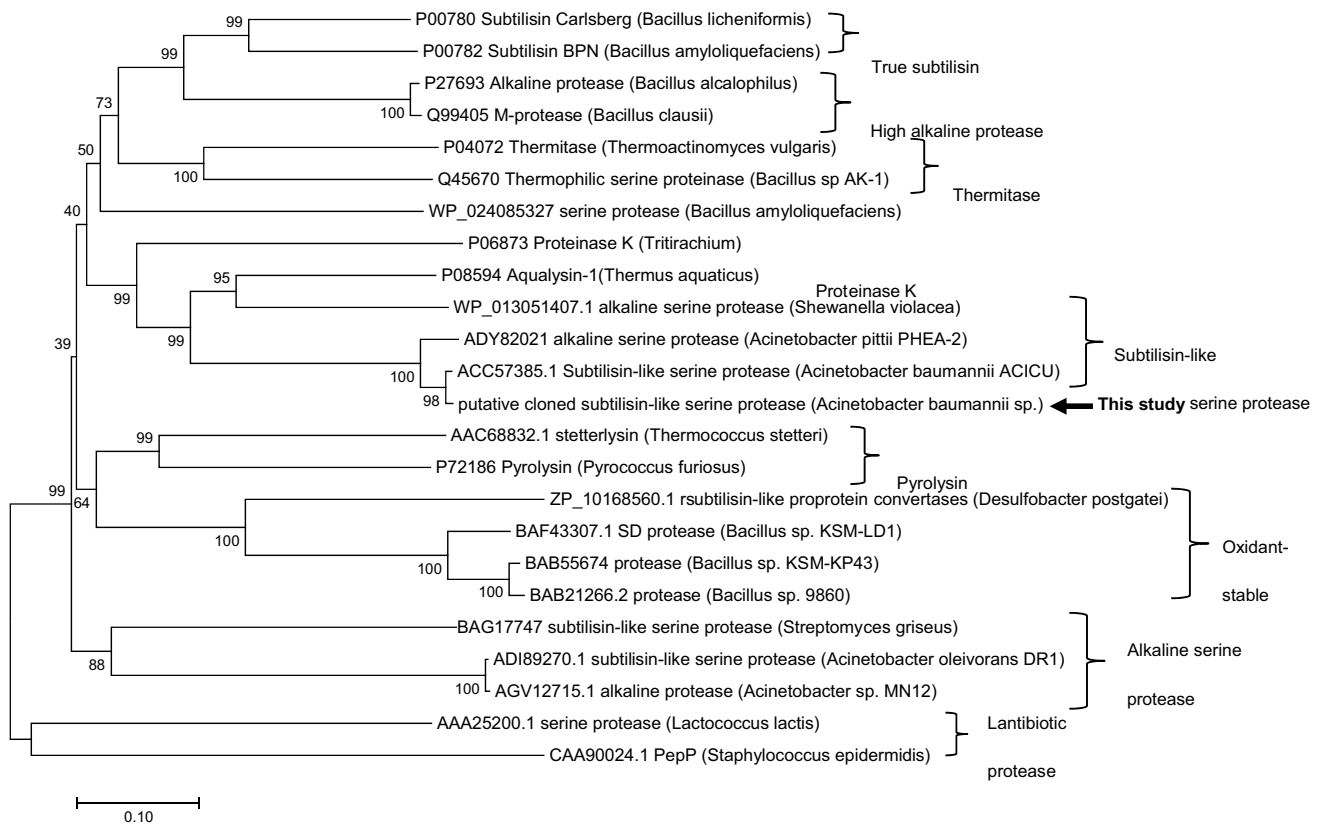 99
P00780 Subtilisin Carlsberg (Bacillus licheniformis)
P00782 Subtilisin BPN (Bacillus amyloliquefaciens)
99
True subtilisin
P27693 Alkaline protease (Bacillus alcalophilus)
73
100
Q99405 M-protease (Bacillus clausii)
High alkaline protease
50
P04072 Thermitase (Thermoactinomyces vulgaris)
100
Q45670 Thermophilic serine proteinase (Bacillus sp AK-1)
Thermitase
40
WP_024085327 serine protease (Bacillus amyloliquefaciens)
P06873 Proteinase K (Tritirachium)
95
P08594 Aqualysin-1(Thermus aquaticus)
Proteinase K
99
WP_013051407.1 alkaline serine protease (Shewanella violacea)
39
99
ADY82021 alkaline serine protease (Acinetobacter pittii PHEA-2)
Subtilisin-like
100
ACC57385.1 Subtilisin-like serine protease (Acinetobacter baumannii ACICU)
98
putative cloned subtilisin-like serine protease (Acinetobacter baumannii sp.)
This study serine protease
99
AAC68832.1 stetterlysin (Thermococcus stetteri)
P72186 Pyrolysin (Pyrococcus furiosus)
Pyrolysin
99
64
ZP_10168560.1 rsubtilisin-like proprotein convertases (Desulfobacter postgatei)
100
BAF43307.1 SD protease (Bacillus sp. KSM-LD1)
Oxidant-
100
BAB55674 protease (Bacillus sp. KSM-KP43)
100
BAB21266.2 protease (Bacillus sp. 9860)
stable
BAG17747 subtilisin-like serine protease (Streptomyces griseus)
88
ADI89270.1 subtilisin-like serine protease (Acinetobacter oleivorans DR1)
Alkaline serine
100
AGV12715.1 alkaline protease (Acinetobacter sp. MN12)
protease
AAA25200.1 serine protease (Lactococcus lactis)
Lantibiotic
CAA90024.1 PepP (Staphylococcus epidermidis)
protease
0.10